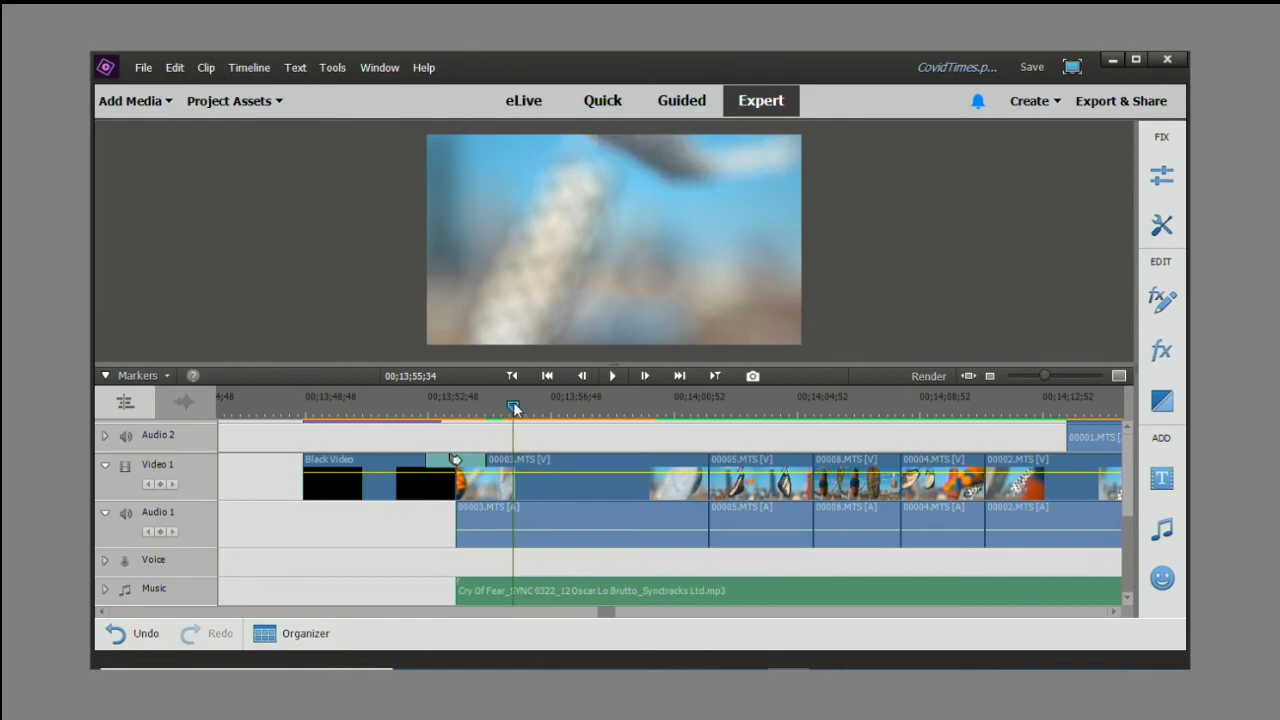 File Edit Clip Timeline Text Tools Window Help CovidTimes.p... Save
Add Media Project Assets eLive Quick Guided Expert Create Export & Share
FIX
EDIT
Markers 00;13;55;34 Render
;48 00;13;48;48 00;13;52;48 00;13;56;48 00;14;00;52 00;14;04;52 00;14;08;52 00;14;12;52
ADD
Audio 2 00001.MTS [
Video 1 Black Video 00003.MTS [V] 00005.MTS [V] 00008.MTS [V] 00004.MTS [V] 00002.MTS [V]
Audio 1 00003.MTS [A] 00005.MTS [A] 00008.MTS [A] 00004.MTS [A] 00002.MTS [A]
Voice
Music Cry Of Fear_SYNC 0322_12 Oscar Lo Brutto_Synctracks Ltd.mp3
Undo Redo Organizer